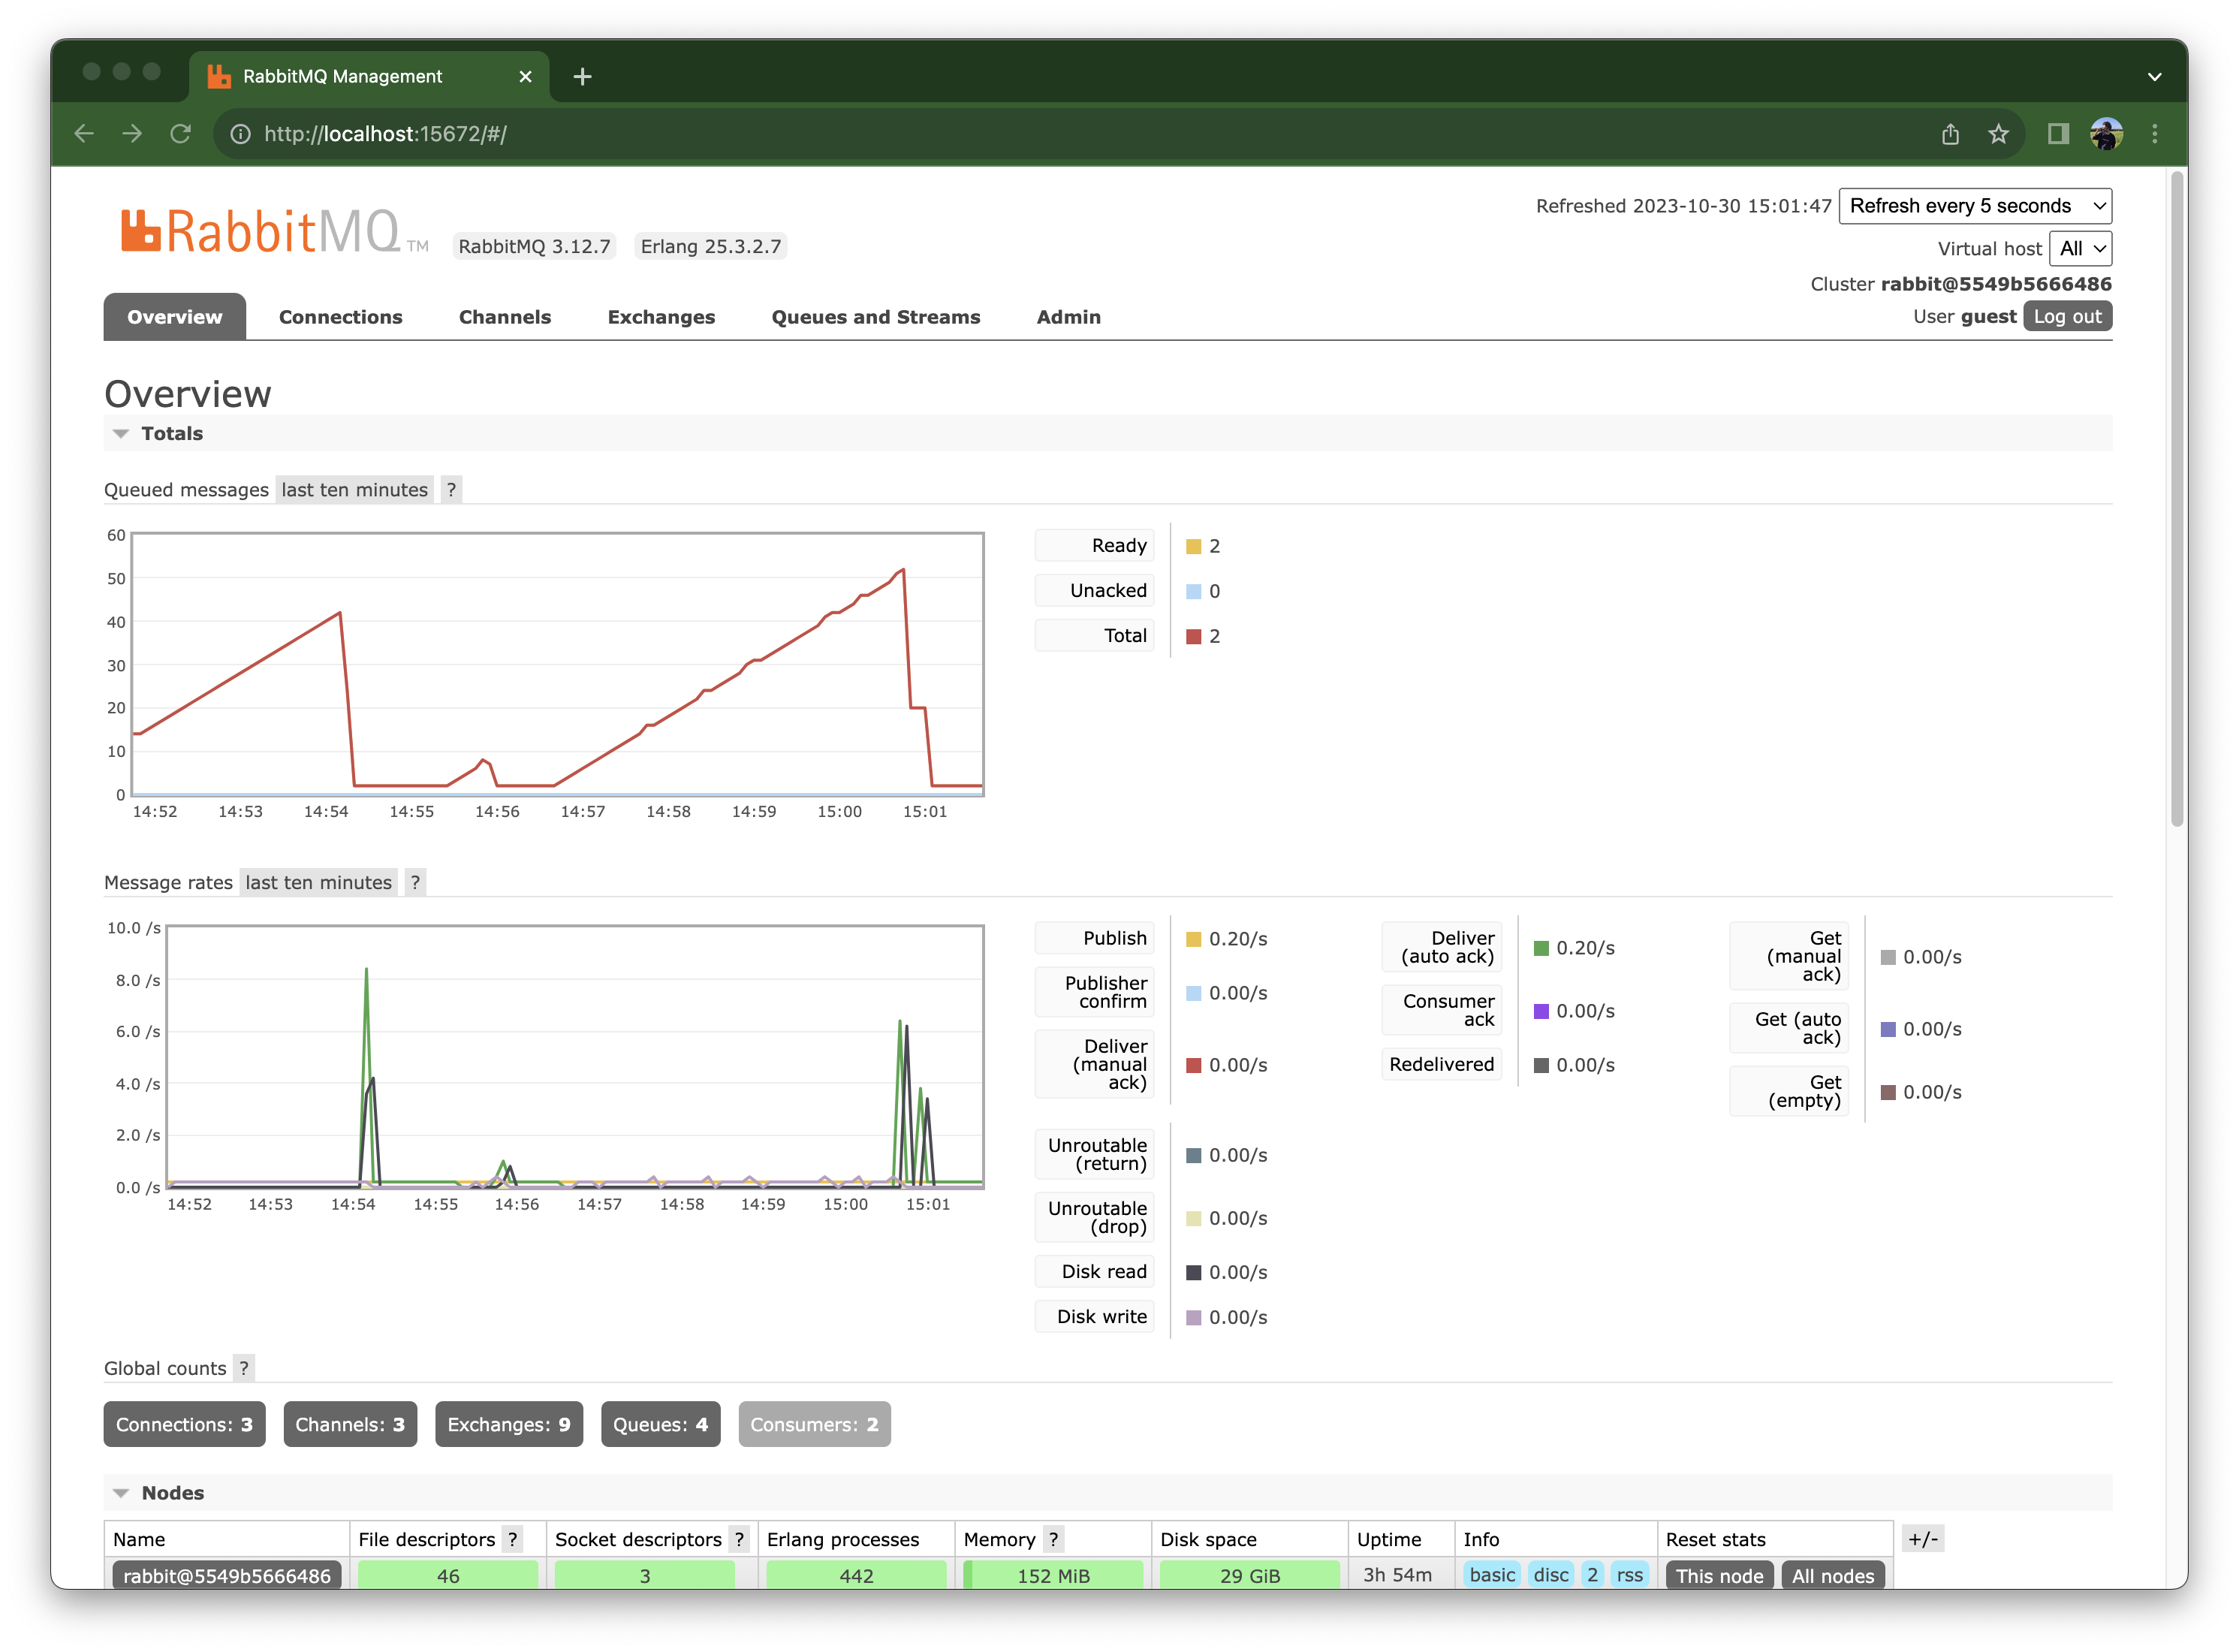 RabbitMQ Management
http://localhost:15672/#/
RabbitMQ TM
RabbitMQ 3.12.7 Erlang 25.3.2.7
Refreshed 2023-10-30 15:01:47 Refresh every 5 seconds
Virtual host All
Cluster rabbit@5549b5666486
User guest Log out
Overview Connections Channels Exchanges Queues and Streams Admin
Overview
Totals
Queued messages last ten minutes ?
60
50
40
30
20
10
0
14:52 14:53 14:54 14:55 14:56 14:57 14:58 14:59 15:00 15:01
Ready 2
Unacked 0
Total 2
Message rates last ten minutes ?
10.0 /s
8.0 /s
6.0 /s
4.0 /s
2.0 /s
0.0 /s
14:52 14:53 14:54 14:55 14:56 14:57 14:58 14:59 15:00 15:01
Publish 0.20/s
Publisher
confirm 0.00/s
Deliver
(manual
ack) 0.00/s
Deliver
(auto ack) 0.20/s
Consumer
ack 0.00/s
Redelivered 0.00/s
Get
(manual
ack) 0.00/s
Get (auto
ack) 0.00/s
Get
(empty) 0.00/s
Unroutable
(return) 0.00/s
Unroutable
(drop) 0.00/s
Disk read 0.00/s
Disk write 0.00/s
Global counts ?
Connections: 3 Channels: 3 Exchanges: 9 Queues: 4 Consumers: 2
Nodes
Name File descriptors ? Socket descriptors ? Erlang processes Memory ? Disk space Uptime Info Reset stats +/-
rabbit@5549b5666486 46 3 442 152 MiB 29 GiB 3h 54m basic disc 2 rss This node All nodes